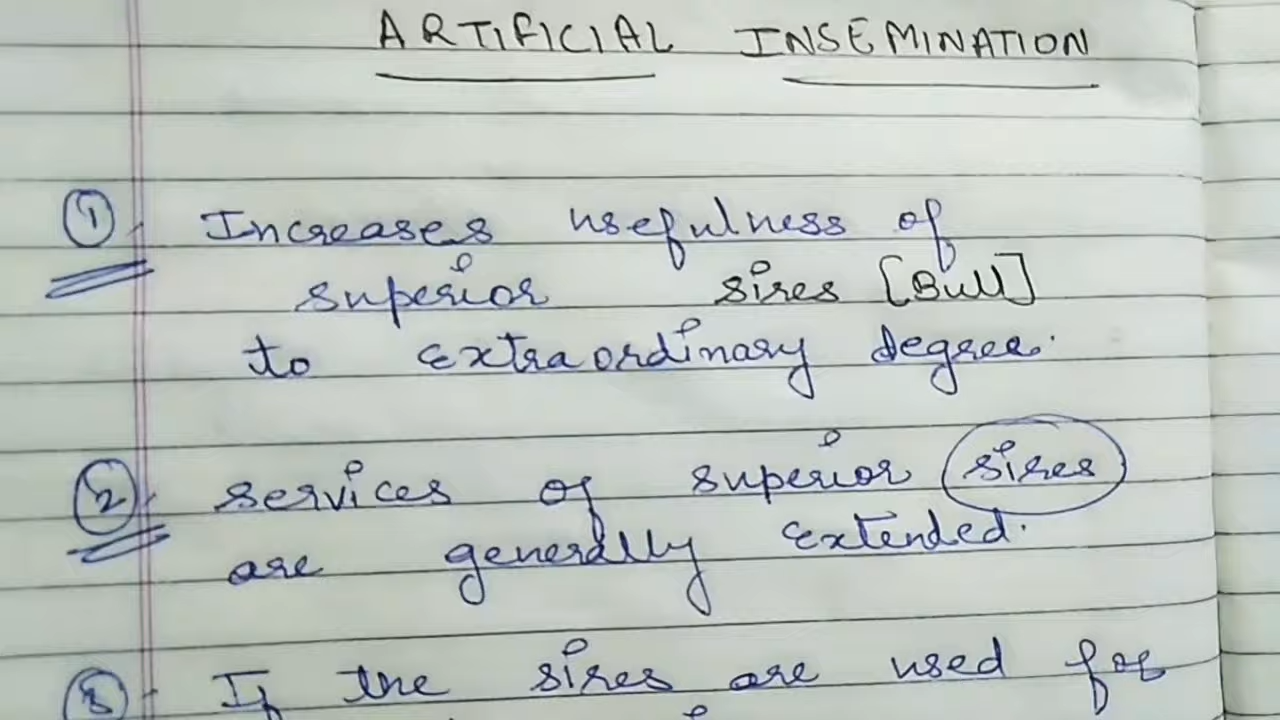 ARTIFICIAL INSEMINATION
① Increases usefulness of
superior sires [Bull]
to extraordinary degree.
② services of superior sires
are generally extended.
③ If the sires are used for